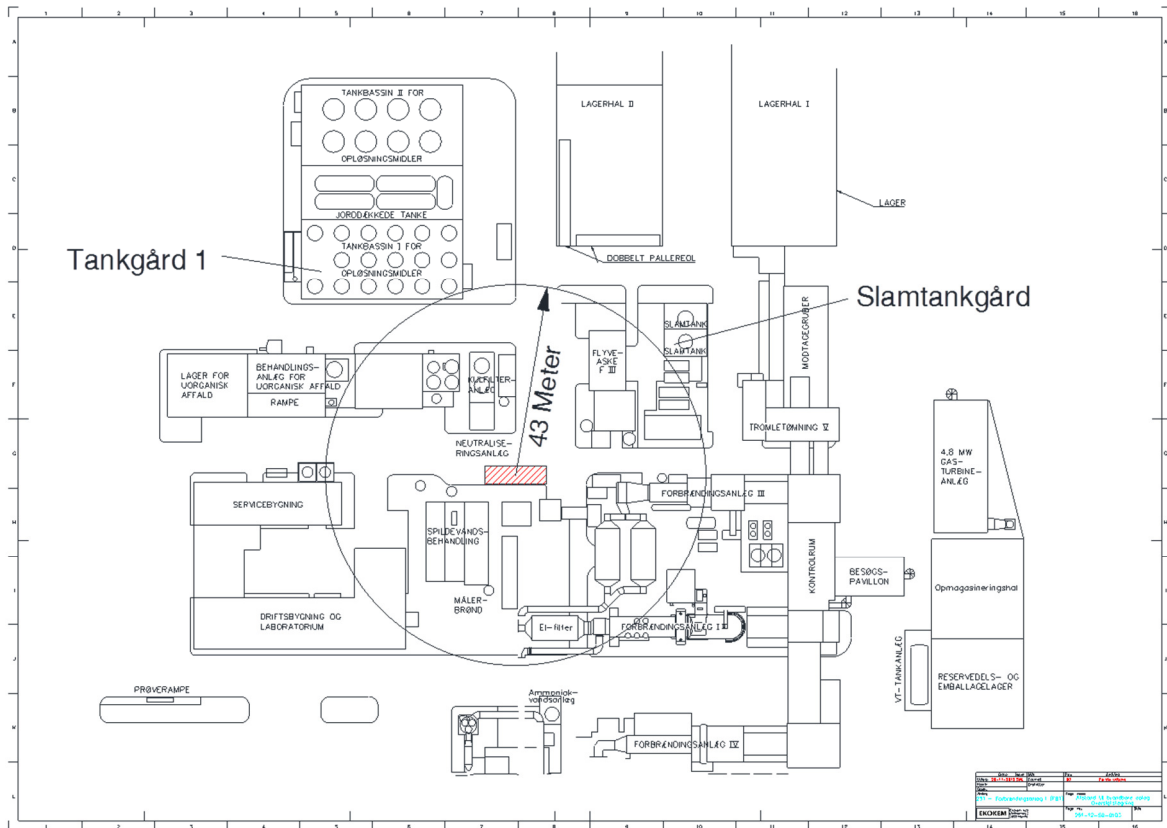 TANKBASSIN II FOR
OPLØSNINGSMIDLER
JORDDÆKKEDE TANKE
TANKBASSIN I FOR
OPLØSNINGSMIDLER
Tankgård 1
LAGERHAL II
LAGERHAL I
LAGER
DOBBELT PALLEREOL
Slamtankgård
SLAMTANK
SLAMTANK
MODTAGEGRUBER
FLYVE-
ASKE
F III
43 Meter
LAGER FOR
UORGANISK
AFFALD
BEHANDLINGS-
ANLÆG FOR
UORGANISK AFFALD
RAMPE
KULFILTER-
ANLÆG
NEUTRALISE-
RINGSANLÆG
TROMLETØMNING V
4,8 MW
GAS-
TURBINE-
ANLÆG
FORBRÆNDINGSANLÆG III
SERVICEBYGNING
SPILDEVANDS-
BEHANDLING
KONTROLRUM
BESØGS-
PAVILLON
Opmagasineringshal
MÅLER-
BRØND
DRIFTSBYGNING OG
LABORATORIUM
El-filter
FORBRÆNDINGSANLÆG I
VT-TANKANLÆG
RESERVEDELS- OG
EMBALLAGELAGER
PRØVERAMPE
Ammoniak-
vandsanlæg
FORBRÆNDINGSANLÆG IV
EKOKEM